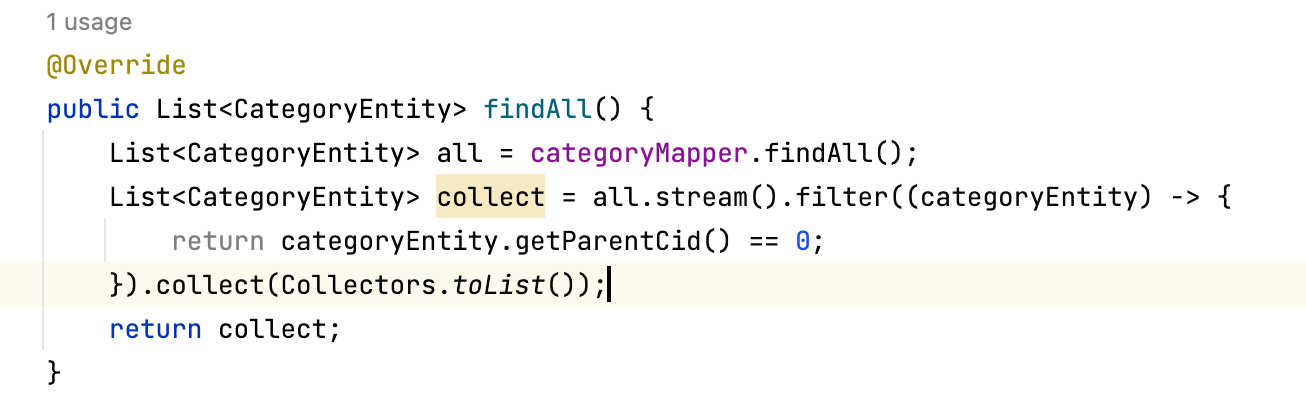 1 usage
@Override
public List<CategoryEntity> findAll() {
    List<CategoryEntity> all = categoryMapper.findAll();
    List<CategoryEntity> collect = all.stream().filter((categoryEntity) -> {
        return categoryEntity.getParentCid() == 0;
    }).collect(Collectors.toList());
    return collect;
}